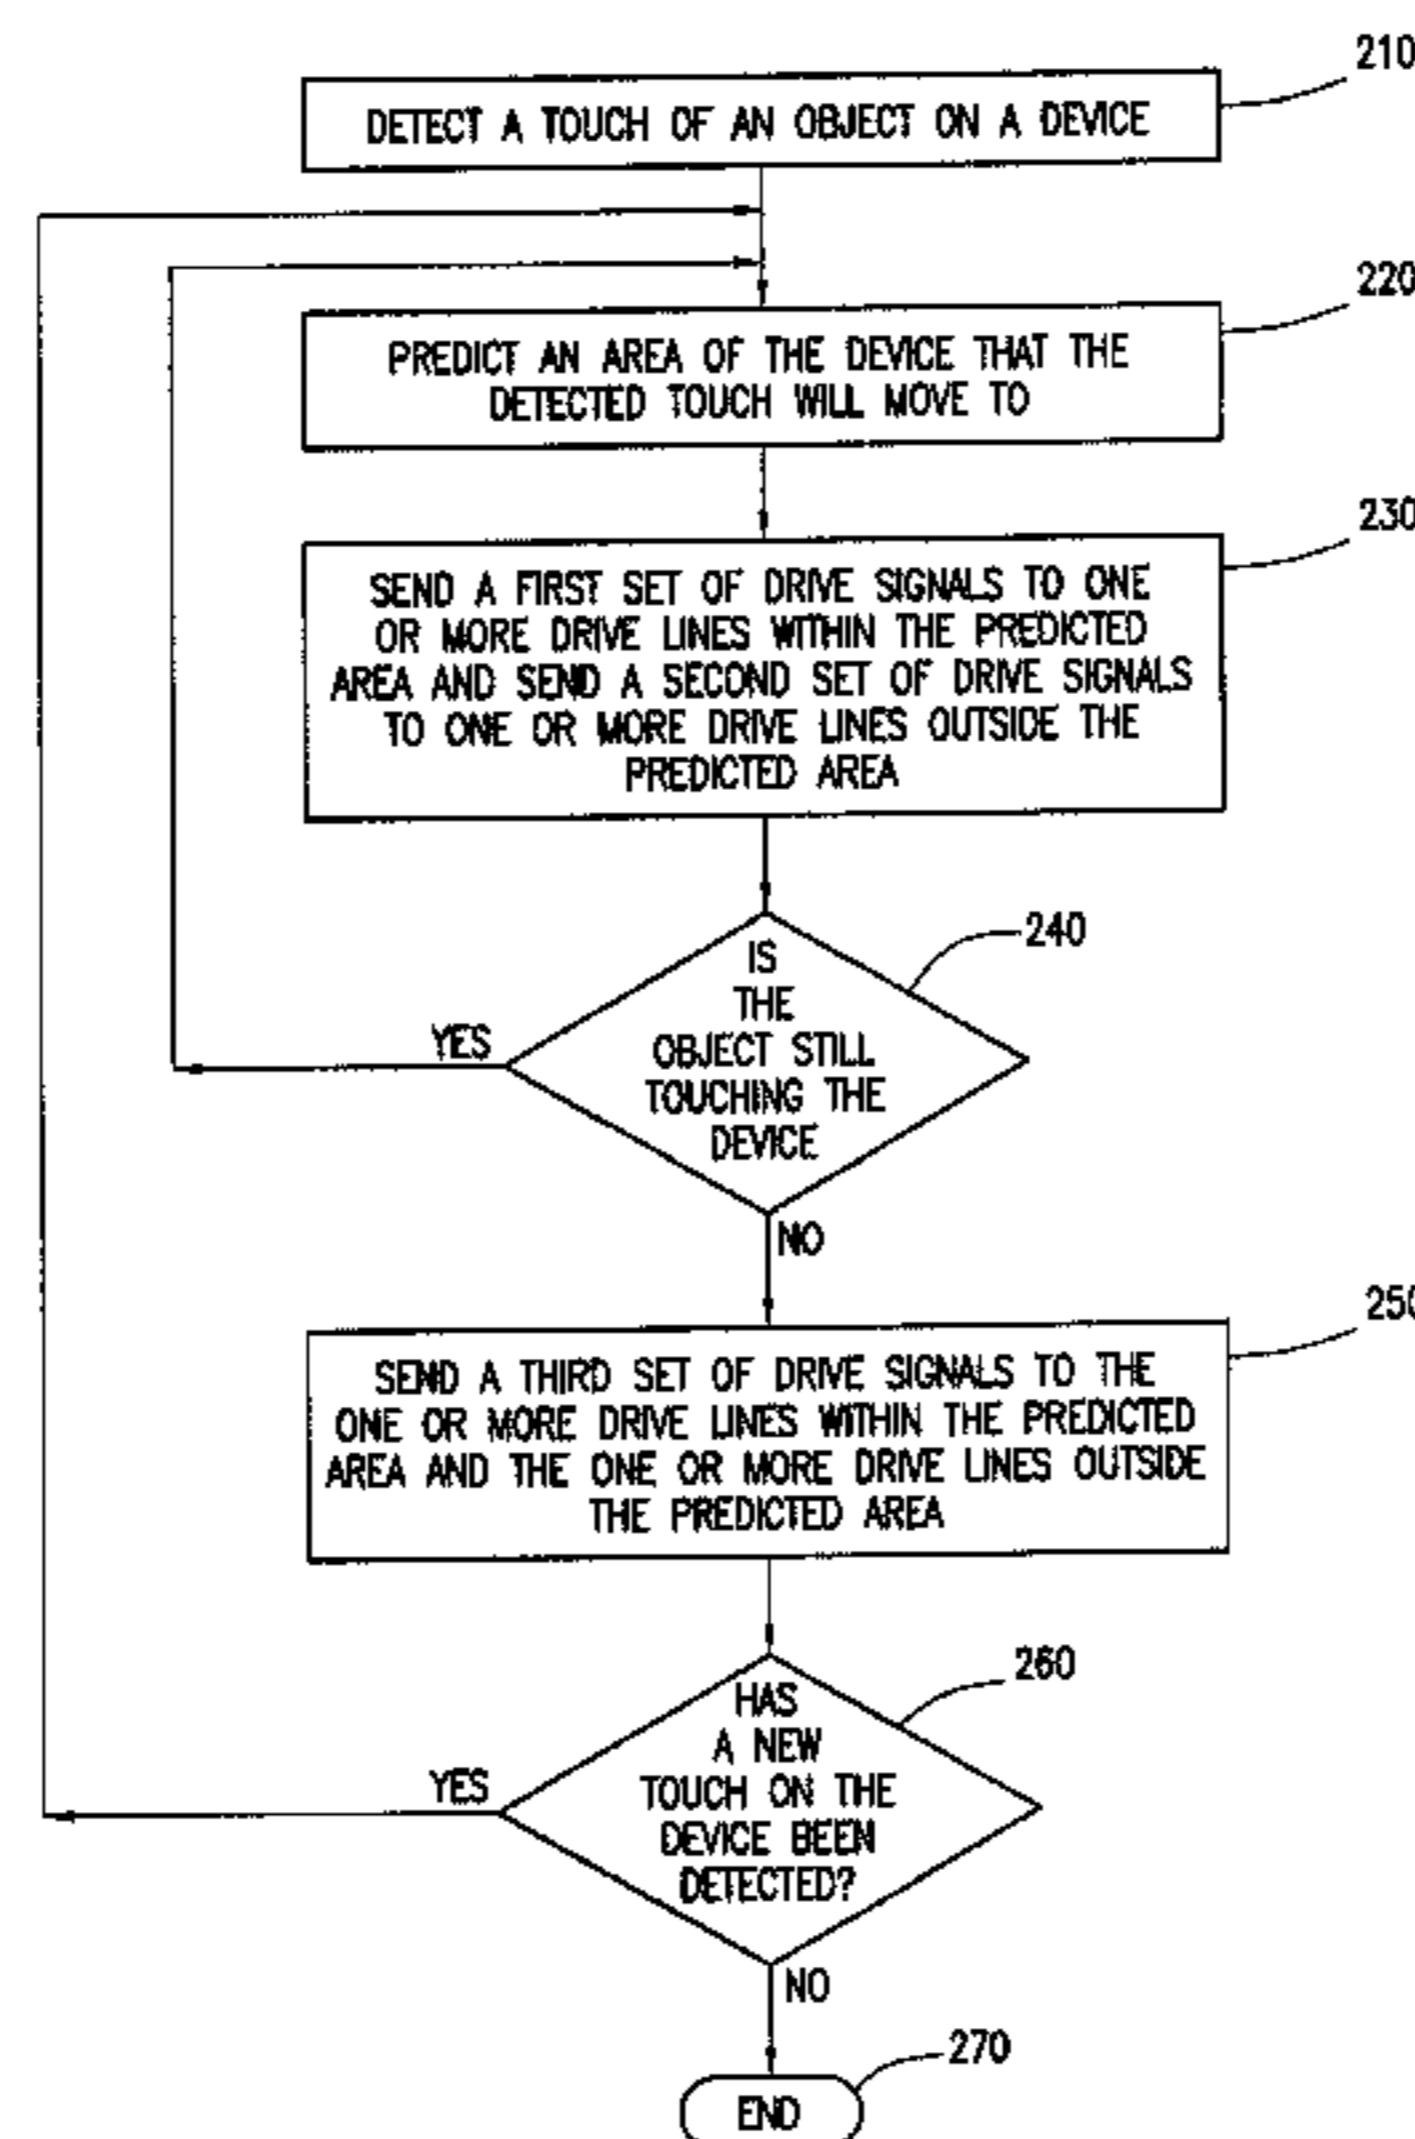 210
DETECT A TOUCH OF AN OBJECT ON A DEVICE
220
PREDICT AN AREA OF THE DEVICE THAT THE
DETECTED TOUCH WILL MOVE TO
230
SEND A FIRST SET OF DRIVE SIGNALS TO ONE
OR MORE DRIVE LINES WITHIN THE PREDICTED
AREA AND SEND A SECOND SET OF DRIVE SIGNALS
TO ONE OR MORE DRIVE LINES OUTSIDE THE
PREDICTED AREA
240
IS
THE
OBJECT STILL
TOUCHING THE
DEVICE
YES
NO
250
SEND A THIRD SET OF DRIVE SIGNALS TO THE
ONE OR MORE DRIVE LINES WITHIN THE PREDICTED
AREA AND THE ONE OR MORE DRIVE LINES OUTSIDE
THE PREDICTED AREA
260
HAS
A NEW
TOUCH ON THE
DEVICE BEEN
DETECTED?
YES
NO
270
END